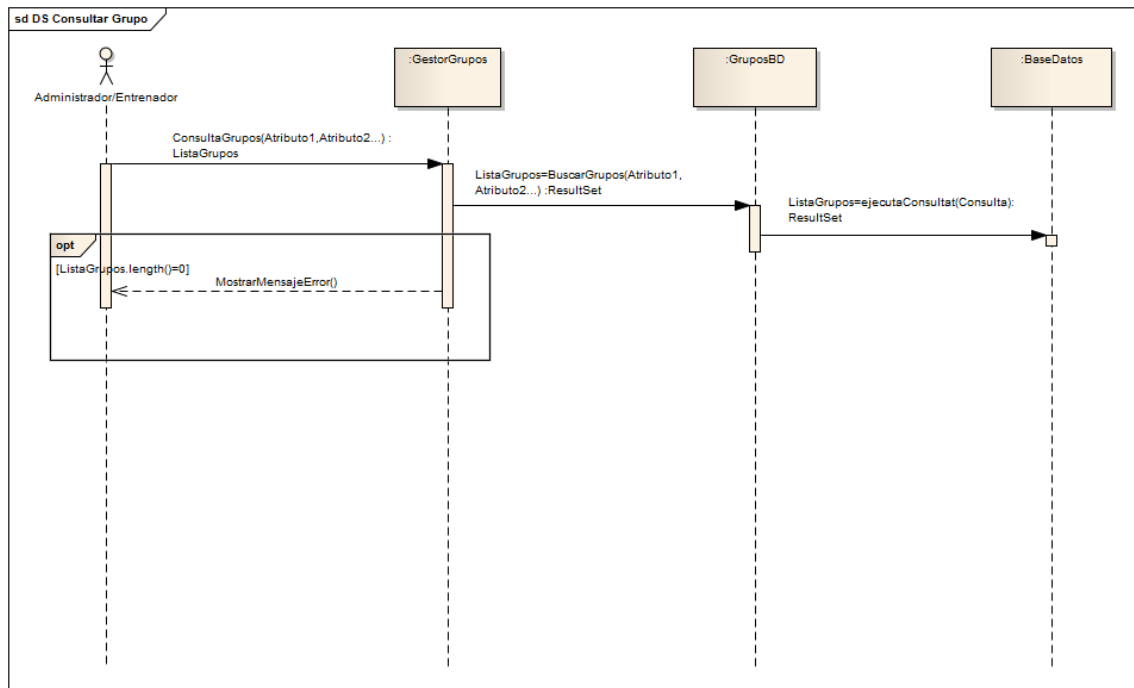 sd DS Consultar Grupo
Administrador/Entrenador
:GestorGrupos
:GruposBD
:BaseDatos
ConsultaGrupos(Atributo1,Atributo2...) :
ListaGrupos
ListaGrupos=BuscarGrupos(Atributo1,
Atributo2...) :ResultSet
ListaGrupos=ejecutaConsultat(Consulta):
ResultSet
opt
[ListaGrupos.length()=0]
MostrarMensajeError()